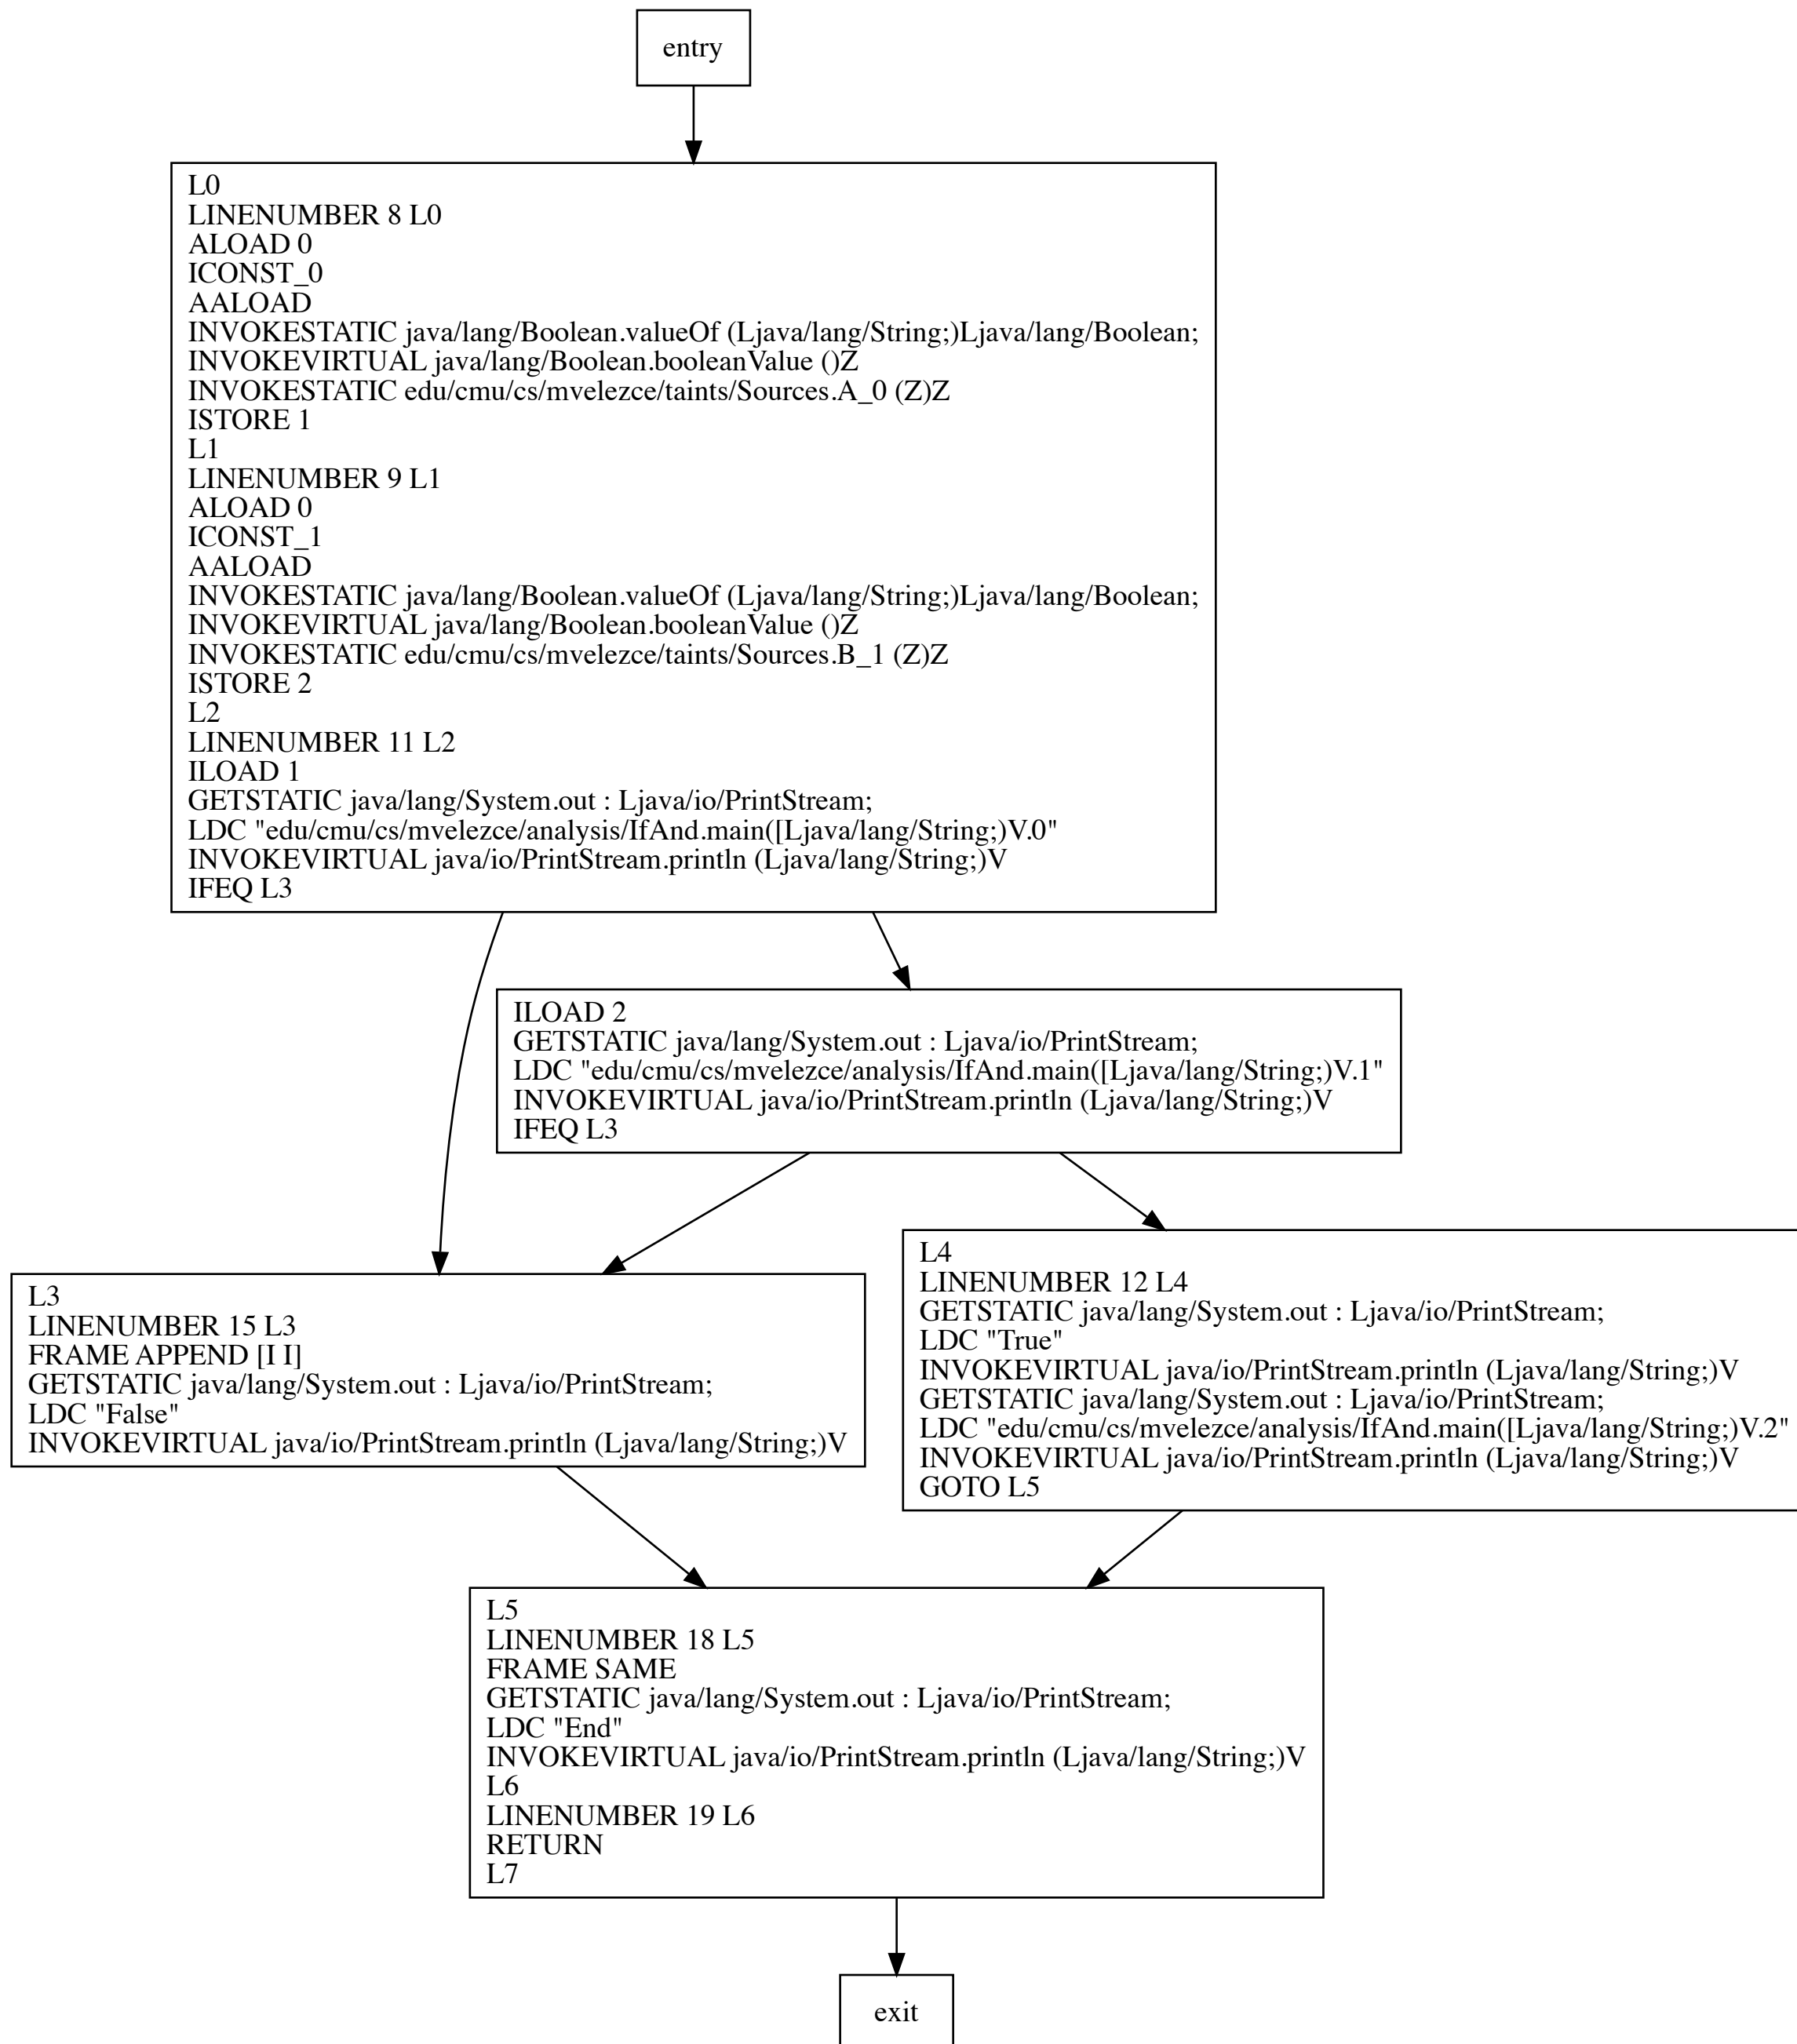 entry
L0
LINENUMBER 8 L0
ALOAD 0
ICONST_0
AALOAD
INVOKESTATIC java/lang/Boolean.valueOf (Ljava/lang/String;)Ljava/lang/Boolean;
INVOKEVIRTUAL java/lang/Boolean.booleanValue ()Z
INVOKESTATIC edu/cmu/cs/mvelezce/taints/Sources.A_0 (Z)Z
ISTORE 1
L1
LINENUMBER 9 L1
ALOAD 0
ICONST_1
AALOAD
INVOKESTATIC java/lang/Boolean.valueOf (Ljava/lang/String;)Ljava/lang/Boolean;
INVOKEVIRTUAL java/lang/Boolean.booleanValue ()Z
INVOKESTATIC edu/cmu/cs/mvelezce/taints/Sources.B_1 (Z)Z
ISTORE 2
L2
LINENUMBER 11 L2
ILOAD 1
GETSTATIC java/lang/System.out : Ljava/io/PrintStream;
LDC "edu/cmu/cs/mvelezce/analysis/IfAnd.main([Ljava/lang/String;)V.0"
INVOKEVIRTUAL java/io/PrintStream.println (Ljava/lang/String;)V
IFEQ L3
ILOAD 2
GETSTATIC java/lang/System.out : Ljava/io/PrintStream;
LDC "edu/cmu/cs/mvelezce/analysis/IfAnd.main([Ljava/lang/String;)V.1"
INVOKEVIRTUAL java/io/PrintStream.println (Ljava/lang/String;)V
IFEQ L3
L3
LINENUMBER 15 L3
FRAME APPEND [I I]
GETSTATIC java/lang/System.out : Ljava/io/PrintStream;
LDC "False"
INVOKEVIRTUAL java/io/PrintStream.println (Ljava/lang/String;)V
L4
LINENUMBER 12 L4
GETSTATIC java/lang/System.out : Ljava/io/PrintStream;
LDC "True"
INVOKEVIRTUAL java/io/PrintStream.println (Ljava/lang/String;)V
GETSTATIC java/lang/System.out : Ljava/io/PrintStream;
LDC "edu/cmu/cs/mvelezce/analysis/IfAnd.main([Ljava/lang/String;)V.2"
INVOKEVIRTUAL java/io/PrintStream.println (Ljava/lang/String;)V
GOTO L5
L5
LINENUMBER 18 L5
FRAME SAME
GETSTATIC java/lang/System.out : Ljava/io/PrintStream;
LDC "End"
INVOKEVIRTUAL java/io/PrintStream.println (Ljava/lang/String;)V
L6
LINENUMBER 19 L6
RETURN
L7
exit